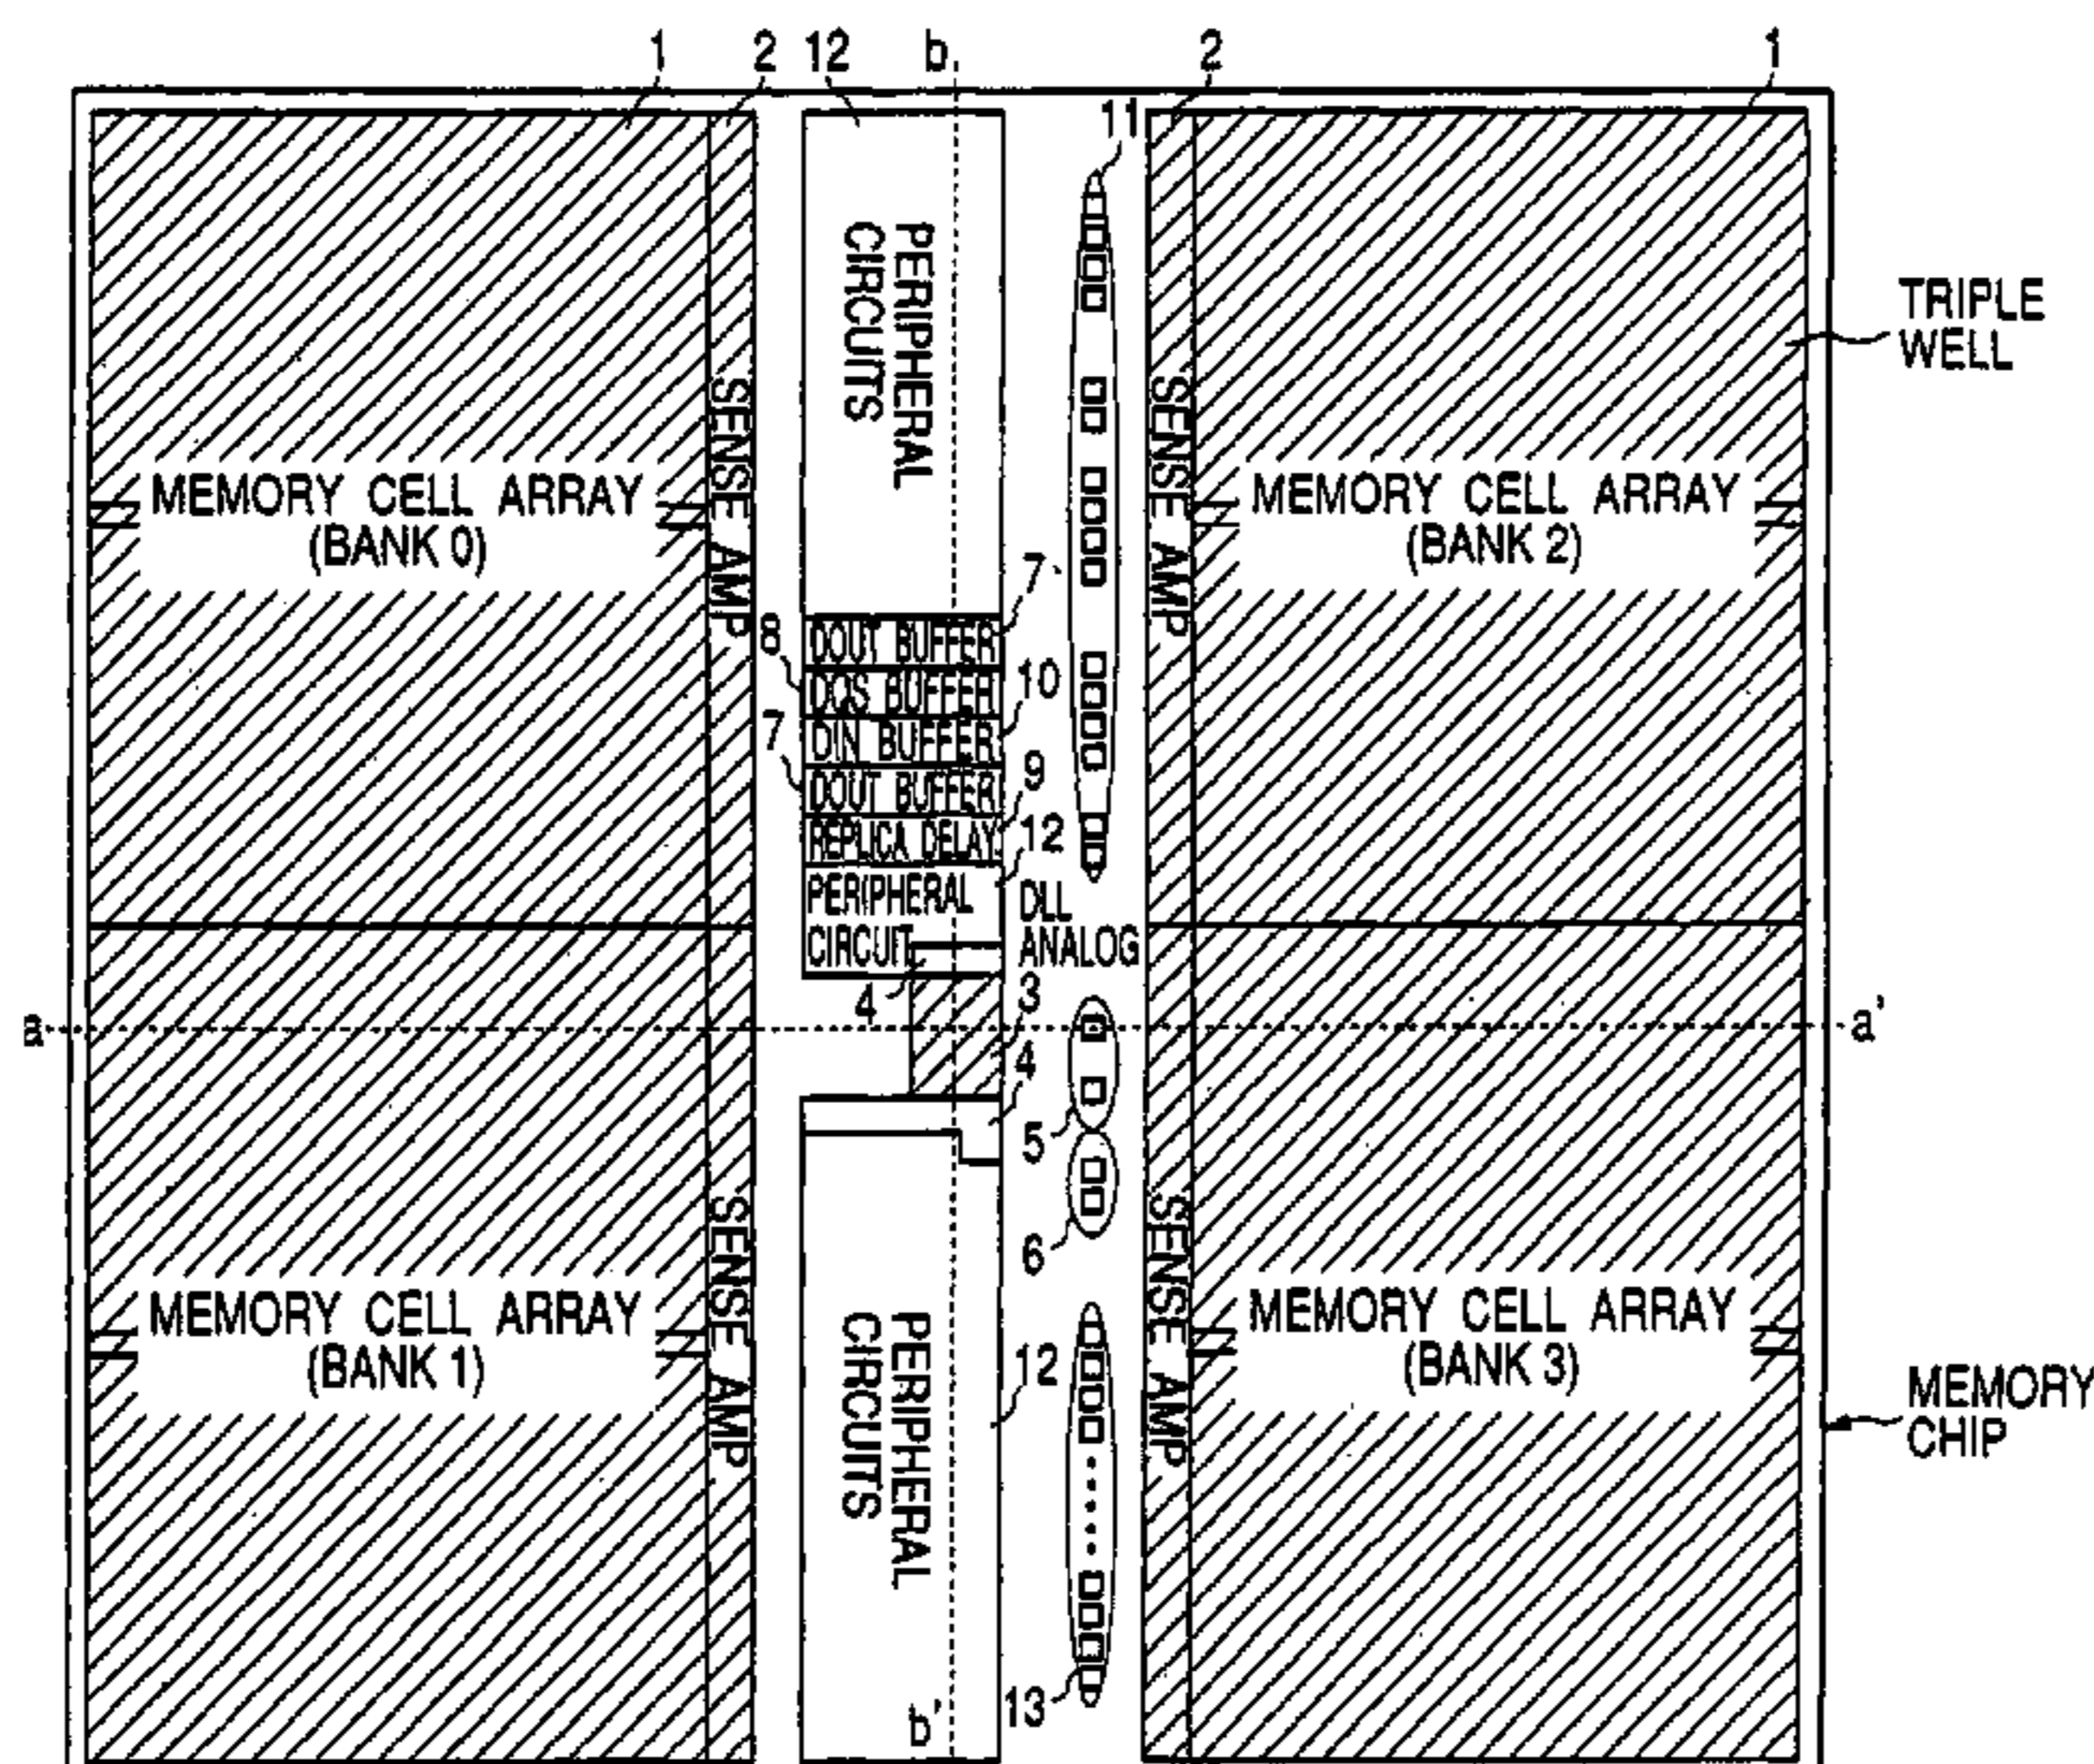 1
2
12
b
2
1
11
PERIPHERAL
CIRCUITS
TRIPLE
WELL
SENSE AMP
SENSE AMP
MEMORY CELL ARRAY
(BANK 0)
MEMORY CELL ARRAY
(BANK 2)
7
8
DOUT BUFFER
DQS BUFFER
10
7
DIN BUFFER
DOUT BUFFER
9
REPLICA DELAY
12
PERIPHERAL
CIRCUIT
DLL
ANALOG
4
3
a
a'
4
5
6
SENSE AMP
SENSE AMP
MEMORY CELL ARRAY
(BANK 1)
PERIPHERAL
CIRCUITS
12
MEMORY CELL ARRAY
(BANK 3)
MEMORY
CHIP
13
b'